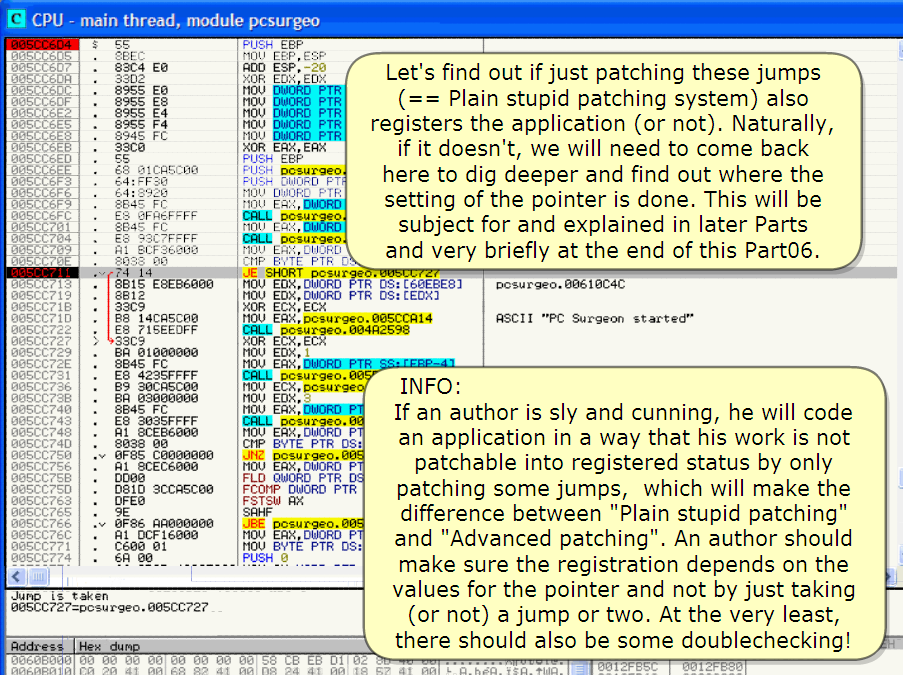 C CPU - main thread, module pcsurgeo
005CC6D4 $ 55 PUSH EBP
005CC6D5 . 8BEC MOV EBP,ESP
005CC6D7 . 83C4 E0 ADD ESP,-20
005CC6DA . 33D2 XOR EDX,EDX
005CC6DC . 8955 E0 MOV DWORD PTR
005CC6DF . 8955 E8 MOV DWORD PTR
005CC6E2 . 8955 E4 MOV DWORD PTR
005CC6E5 . 8955 F4 MOV DWORD PTR
005CC6E8 . 8945 FC MOV DWORD PTR
005CC6EB . 33C0 XOR EAX,EAX
005CC6ED . 55 PUSH EBP
005CC6EE . 68 01CA5C00 PUSH pcsurgeo.
005CC6F3 . 64:FF30 PUSH DWORD PTR
005CC6F6 . 64:8920 MOV DWORD PTR
005CC6F9 . 8B45 FC MOV EAX,DWORD
005CC6FC . E8 0FA6FFFF CALL pcsurgeo.
005CC701 . 8B45 FC MOV EAX,DWORD
005CC704 . E8 93C7FFFF CALL pcsurgeo.
005CC709 . A1 BCF36000 MOV EAX,DWORD
005CC70E . 8038 00 CMP BYTE PTR DS:
005CC711 . 74 14 JE SHORT pcsurgeo.005CC727
005CC713 . 8B15 E8EB6000 MOV EDX,DWORD PTR DS:[60EBE8] pcsurgeo.00610C4C
005CC719 . 8B12 MOV EDX,DWORD PTR DS:[EDX]
005CC71B . 33C9 XOR ECX,ECX
005CC71D . B8 14CA5C00 MOV EAX,pcsurgeo.005CCA14 ASCII "PC Surgeon started"
005CC722 . E8 715EEDFF CALL pcsurgeo.004A2598
005CC727 > 33C9 XOR ECX,ECX
005CC729 . BA 01000000 MOV EDX,1
005CC72E . 8B45 FC MOV EAX,DWORD PTR SS:[EBP-4]
005CC731 . E8 4235FFFF CALL pcsurgeo.005
005CC736 . B9 30CA5C00 MOV ECX,pcsurgeo
005CC73B . BA 03000000 MOV EDX,3
005CC740 . 8B45 FC MOV EAX,DWORD PT
005CC743 . E8 3035FFFF CALL pcsurgeo.00
005CC748 . A1 8CEB6000 MOV EAX,DWORD PT
005CC74D . 8038 00 CMP BYTE PTR DS:
005CC750 . 0F85 C0000000 JNZ pcsurgeo.005
005CC756 . A1 8CEC6000 MOV EAX,DWORD PT
005CC75B . DD00 FLD QWORD PTR DS
005CC75D . D81D 3CCA5C00 FCOMP DWORD PTR
005CC763 . DFE0 FSTSW AX
005CC765 . 9E SAHF
005CC766 . 0F86 AA000000 JBE pcsurgeo.005
005CC76C . A1 DCF16000 MOV EAX,DWORD PT
005CC771 . C600 01 MOV BYTE PTR DS:
005CC774 . 6A 00 PUSH 0
Let's find out if just patching these jumps
(== Plain stupid patching system) also
registers the application (or not). Naturally,
if it doesn't, we will need to come back
here to dig deeper and find out where the
setting of the pointer is done. This will be
subject for and explained in later Parts
and very briefly at the end of this Part06.
INFO:
If an author is sly and cunning, he will code
an application in a way that his work is not
patchable into registered status by only
patching some jumps, which will make the
difference between "Plain stupid patching"
and "Advanced patching". An author should
make sure the registration depends on the
values for the pointer and not by just taking
(or not) a jump or two. At the very least,
there should also be some doublechecking!
Jump is taken
005CC727=pcsurgeo.005CC727
Address Hex dump
0060B000 00 00 00 00 00 00 00 00 58 CB EB D1 02 8D 40 00
0060B010 0012FB5C 0012FB80